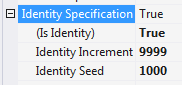 Identity Specification True
(Is Identity) True
Identity Increment 9999
Identity Seed 1000